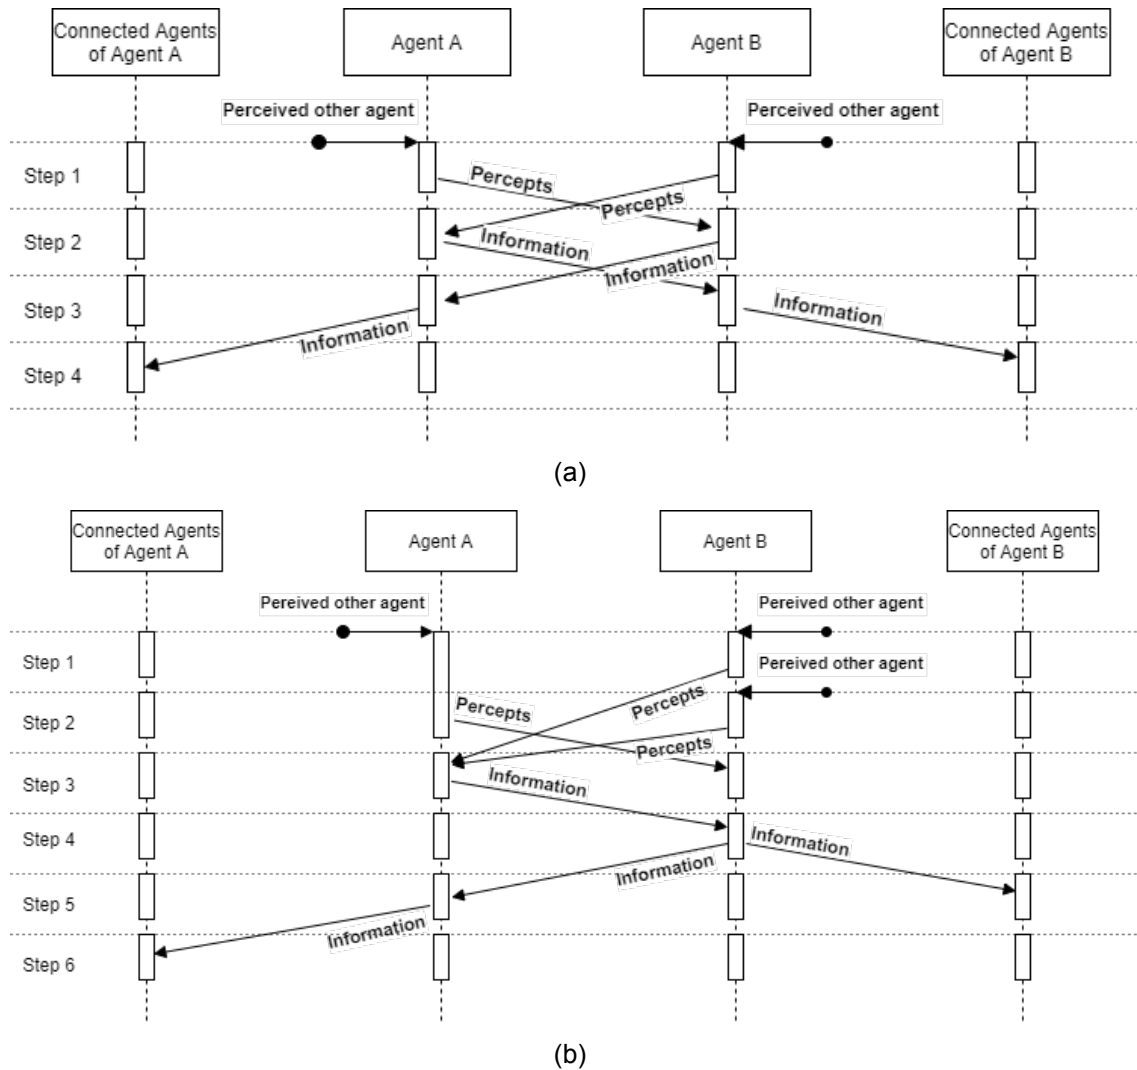 Connected Agents
of Agent A
Agent A
Agent B
Connected Agents
of Agent B
Perceived other agent
Perceived other agent
Step 1
Percepts
Percepts
Step 2
Information
Information
Step 3
Information
Information
Step 4
(a)
Connected Agents
of Agent A
Agent A
Agent B
Connected Agents
of Agent B
Pereived other agent
Pereived other agent
Step 1
Pereived other agent
Percepts
Percepts
Step 2
Percepts
Step 3
Information
Step 4
Information
Information
Step 5
Information
Step 6
(b)